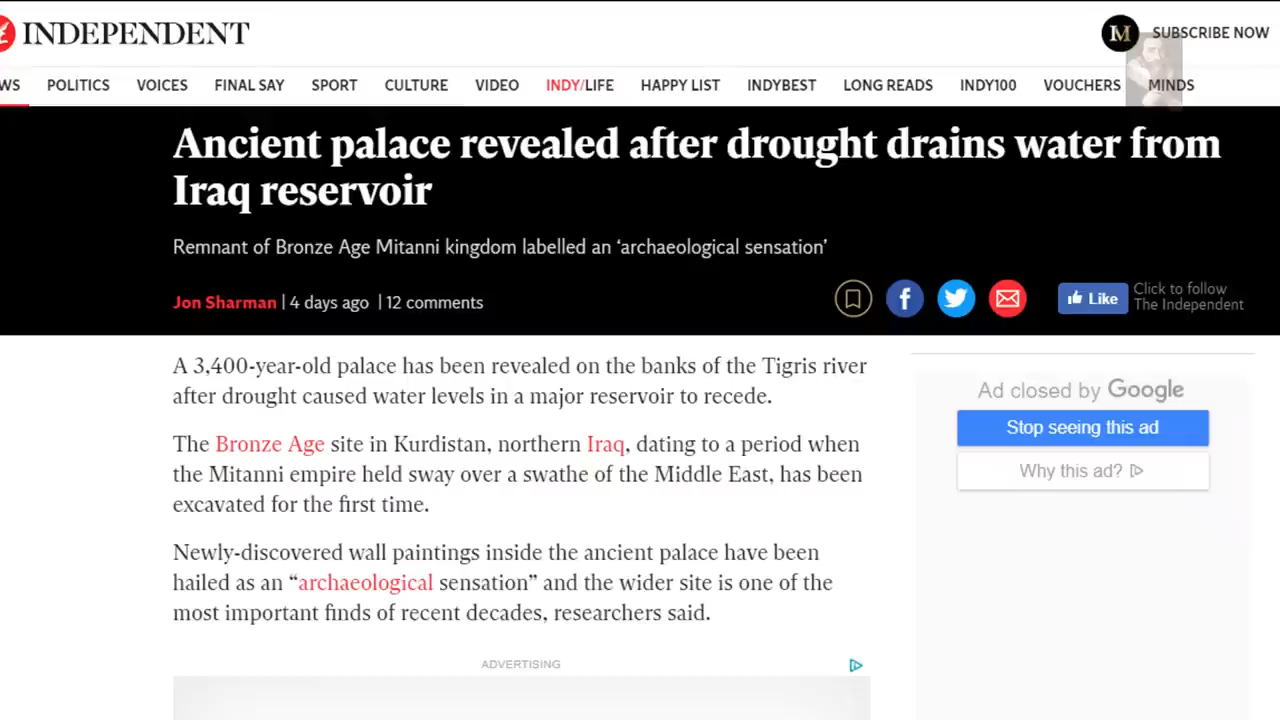 INDEPENDENT
SUBSCRIBE NOW
WS POLITICS VOICES FINAL SAY SPORT CULTURE VIDEO INDY/LIFE HAPPY LIST INDYBEST LONG READS INDY100 VOUCHERS MINDS
Ancient palace revealed after drought drains water from
Iraq reservoir
Remnant of Bronze Age Mitanni kingdom labelled an ‘archaeological sensation’
Jon Sharman | 4 days ago | 12 comments
Like
Click to follow
The Independent
A 3,400-year-old palace has been revealed on the banks of the Tigris river
after drought caused water levels in a major reservoir to recede.
The Bronze Age site in Kurdistan, northern Iraq, dating to a period when
the Mitanni empire held sway over a swathe of the Middle East, has been
excavated for the first time.
Newly-discovered wall paintings inside the ancient palace have been
hailed as an “archaeological sensation” and the wider site is one of the
most important finds of recent decades, researchers said.
ADVERTISING
Ad closed by Google
Stop seeing this ad
Why this ad?